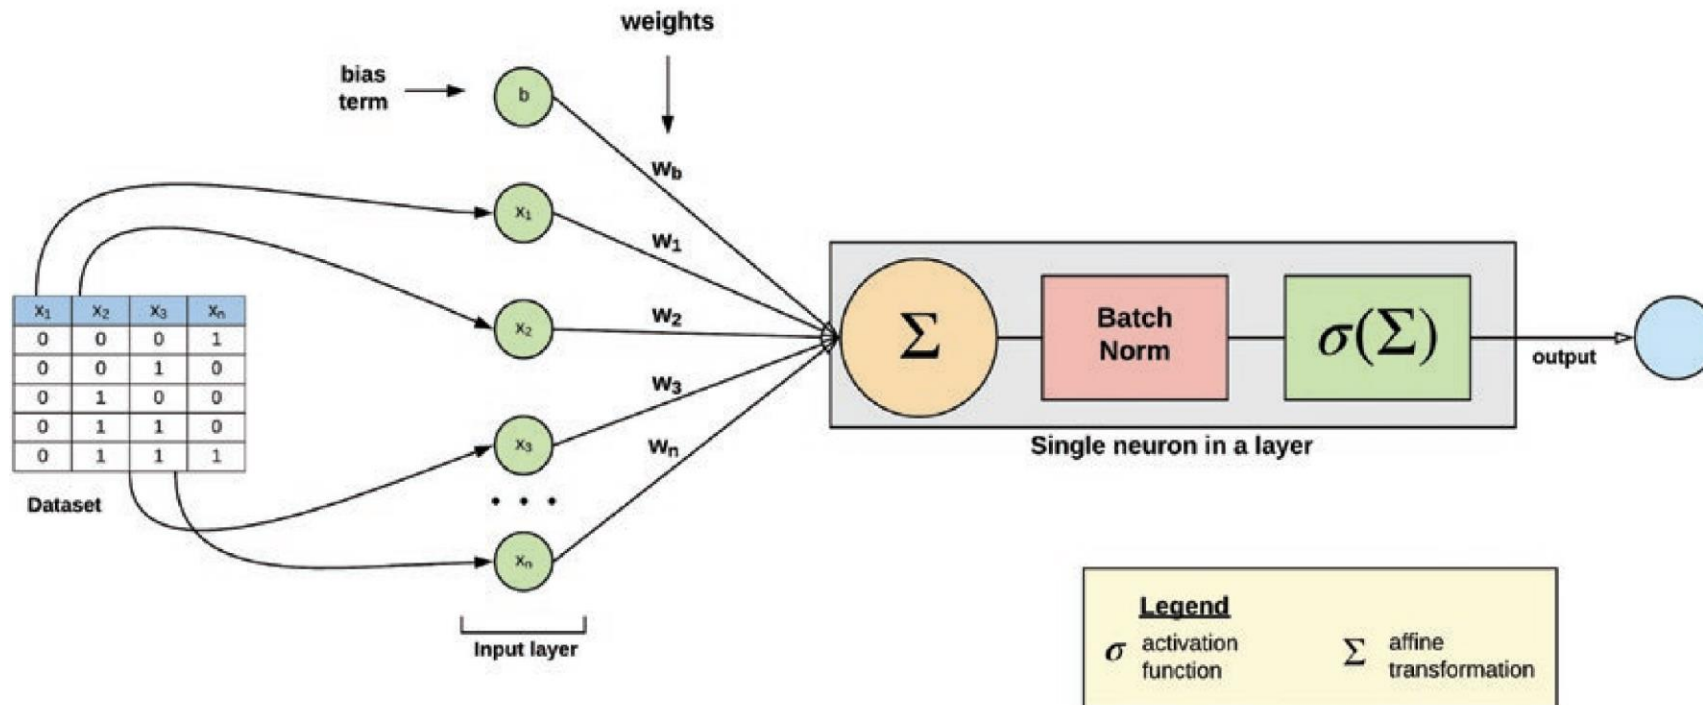 weights
bias
term
b
w_b
x₁
w₁
x₂
w₂
x₃
w₃
. . .
xₙ
wₙ
x₁ x₂ x₃ xₙ
0 0 0 1
0 0 1 0
0 1 0 0
0 1 1 0
0 1 1 1
Dataset
Input layer
Σ
Batch
Norm
σ(Σ)
output
Single neuron in a layer
Legend
σ activation
function
Σ affine
transformation